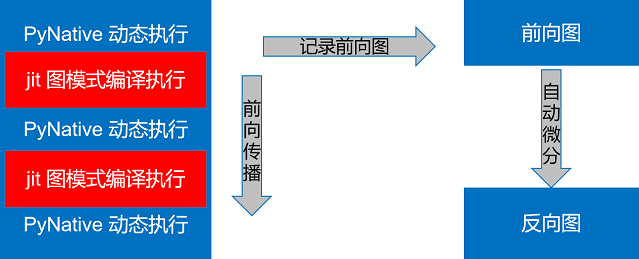 PyNative 动态执行
jit 图模式编译执行
PyNative 动态执行
jit 图模式编译执行
PyNative 动态执行
记录前向图
前向传播
前向图
自动微分
反向图